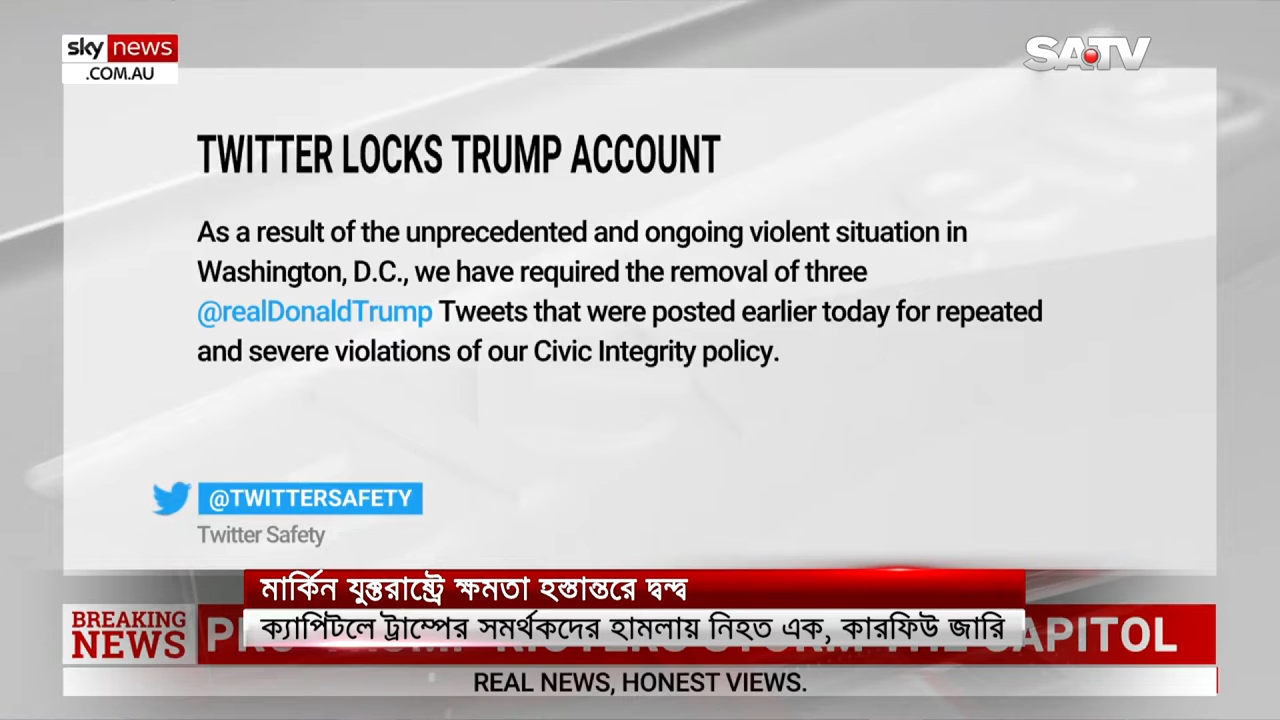 sky news
.COM.AU
SATV
TWITTER LOCKS TRUMP ACCOUNT
As a result of the unprecedented and ongoing violent situation in
Washington, D.C., we have required the removal of three
@realDonaldTrump Tweets that were posted earlier today for repeated
and severe violations of our Civic Integrity policy.
@TWITTERSAFETY
Twitter Safety
মার্কিন যুক্তরাষ্ট্রে ক্ষমতা হস্তান্তরে দ্বন্দ্ব
ক্যাপিটলে ট্রাম্পের সমর্থকদের হামলায় নিহত এক, কারফিউ জারি
BREAKING
NEWS
CAPITOL
REAL NEWS, HONEST VIEWS.